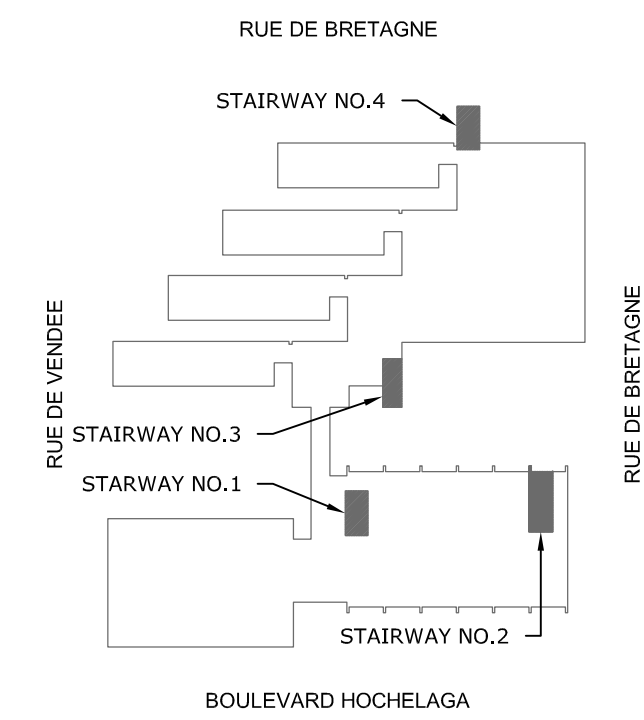 RUE DE BRETAGNE
STAIRWAY NO.4
RUE DE VENDEE
RUE DE BRETAGNE
STAIRWAY NO.3
STARWAY NO.1
STAIRWAY NO.2
BOULEVARD HOCHELAGA